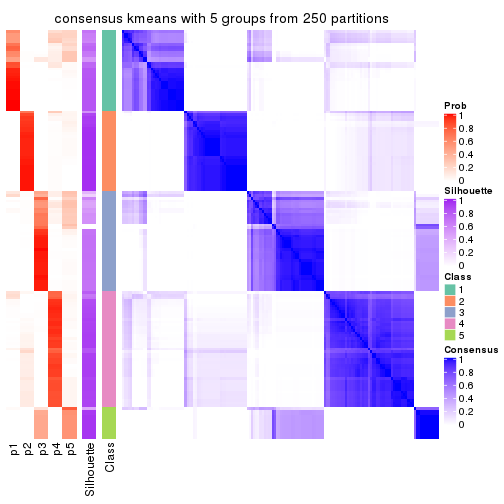 consensus kmeans with 5 groups from 250 partitions
Prob
1
0.8
0.6
0.4
0.2
0
Silhouette
1
0.8
0.6
0.4
0.2
0
Class
1
2
3
4
5
Consensus
1
0.8
0.6
0.4
0.2
0
p1
p2
p3
p4
p5
Silhouette
Class